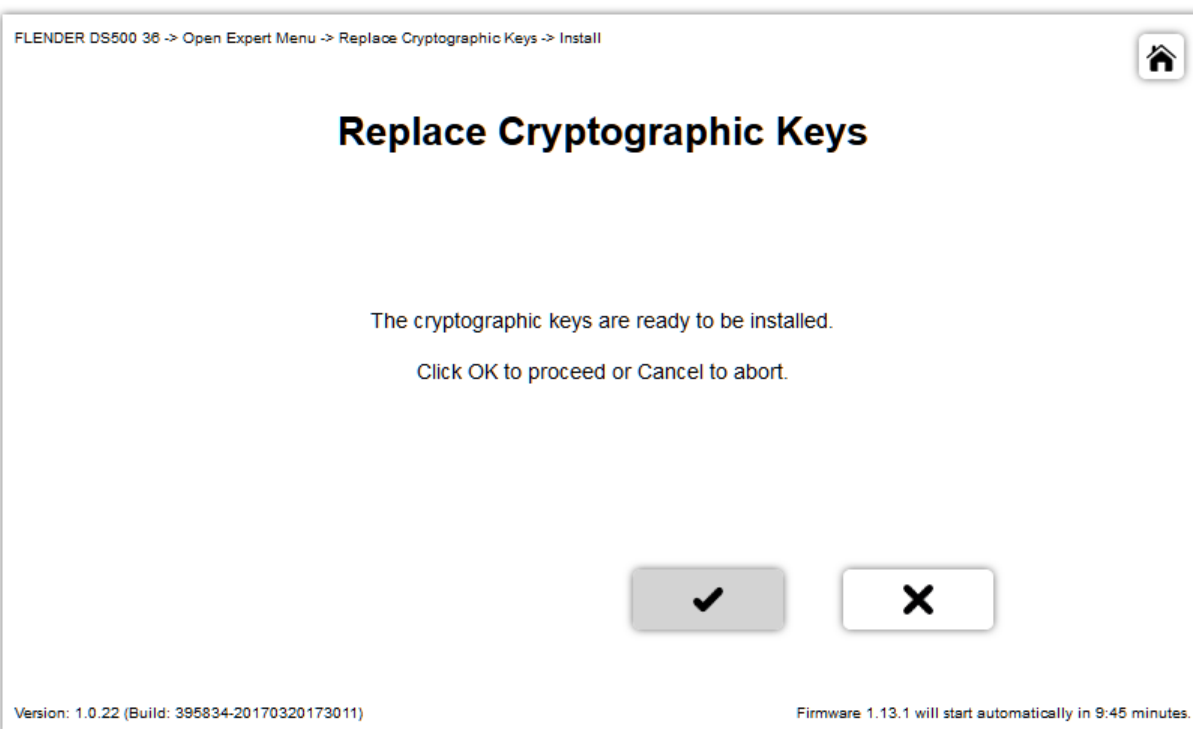 FLENDER DS500 36 -> Open Expert Menu -> Replace Cryptographic Keys -> Install
Replace Cryptographic Keys
The cryptographic keys are ready to be installed.
Click OK to proceed or Cancel to abort.
Version: 1.0.22 (Build: 395834-20170320173011)
Firmware 1.13.1 will start automatically in 9:45 minutes.